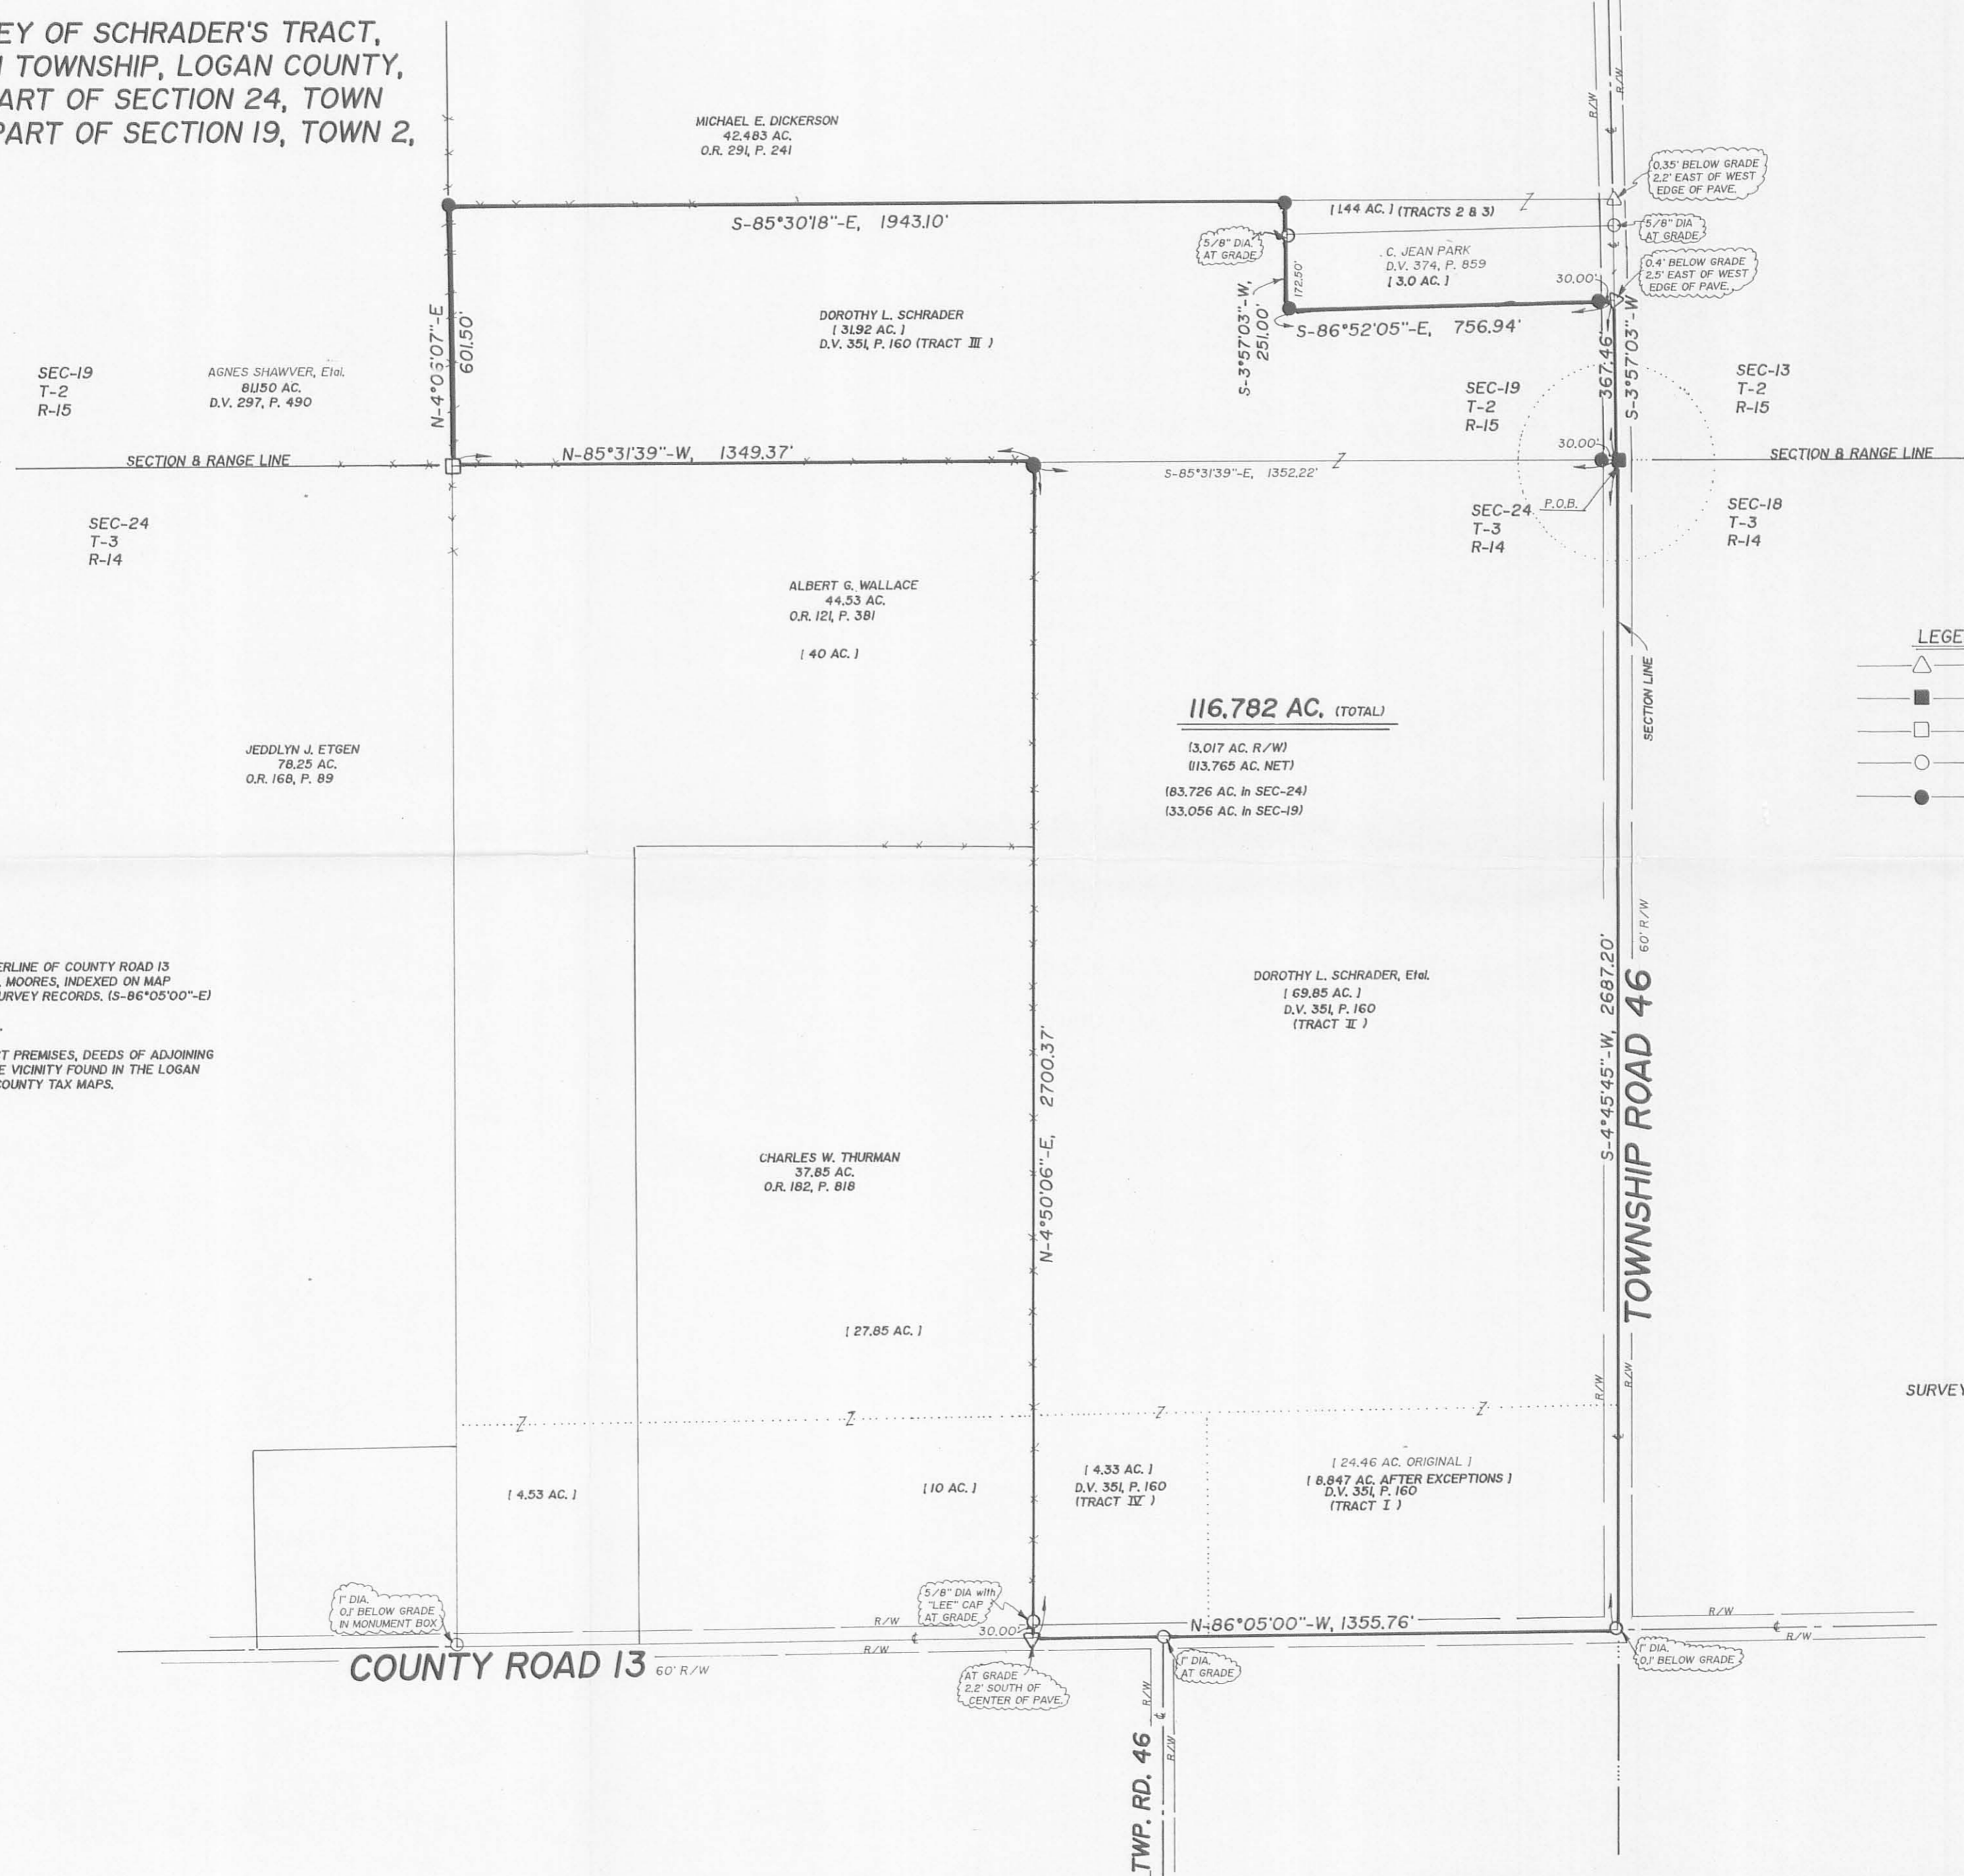 EY OF SCHRADER'S TRACT,
TOWNSHIP, LOGAN COUNTY,
ART OF SECTION 24, TOWN
PART OF SECTION 19, TOWN 2,
MICHAEL E. DICKERSON
42.483 AC.
O.R. 291, P. 241
R/W
R/W
0.35' BELOW GRADE
2.2' EAST OF WEST
EDGE OF PAVE.
S-85°30'18"-E, 1943.10'
[ 1.44 AC. ] (TRACTS 2 & 3)
5/8" DIA.
AT GRADE
5/8" DIA
AT GRADE
C. JEAN PARK
D.V. 374, P. 859
[ 3.0 AC. ]
0.4' BELOW GRADE
2.5' EAST OF WEST
EDGE OF PAVE.
30.00'
172.50'
S-3°57'03"-W,
251.00'
S-86°52'05"-E, 756.94'
N-4°06'07"-E
601.50'
DOROTHY L. SCHRADER
[ 31.92 AC. ]
D.V. 351, P. 160 (TRACT III )
367.46'
S-3°57'03"-W
SEC-19
T-2
R-15
AGNES SHAWVER, Etal.
81.150 AC.
D.V. 297, P. 490
SEC-19
T-2
R-15
SEC-13
T-2
R-15
SECTION & RANGE LINE
N-85°31'39"-W, 1349.37'
S-85°31'39"-E, 1352.22'
30.00'
SECTION & RANGE LINE
SEC-24
T-3
R-14
SEC-24
T-3
R-14
P.O.B.
SEC-18
T-3
R-14
ALBERT G. WALLACE
44.53 AC.
O.R. 121, P. 381
[ 40 AC. ]
LEGE
SECTION LINE
116.782 AC. (TOTAL)
(3.017 AC. R/W)
(113.765 AC. NET)
(83.726 AC. in SEC-24)
(33.056 AC. in SEC-19)
JEDDLYN J. ETGEN
78.25 AC.
O.R. 168, P. 89
ERLINE OF COUNTY ROAD 13
MOORES, INDEXED ON MAP
URVEY RECORDS. (S-86°05'00"-E)
T PREMISES, DEEDS OF ADJOINING
E VICINITY FOUND IN THE LOGAN
COUNTY TAX MAPS.
DOROTHY L. SCHRADER, Etal.
[ 69.85 AC. ]
D.V. 351, P. 160
(TRACT II )
N-4°50'06"-E, 2700.37'
S-4°45'45"-W, 2687.20'
TOWNSHIP ROAD 46 60' R/W
CHARLES W. THURMAN
37.85 AC.
O.R. 182, P. 818
[ 27.85 AC. ]
R/W
R/W
SURVEY
[ 4.53 AC. ]
[ 10 AC. ]
[ 4.33 AC. ]
D.V. 351, P. 160
(TRACT IV )
[ 24.46 AC. ORIGINAL ]
[ 8.847 AC. AFTER EXCEPTIONS ]
D.V. 351, P. 160
(TRACT I )
1" DIA.
0.1' BELOW GRADE
IN MONUMENT BOX
5/8" DIA with
"LEE" CAP
AT GRADE
30.00'
R/W
R/W
N-86°05'00"-W, 1355.76'
R/W
R/W
COUNTY ROAD 13 60' R/W
AT GRADE
2.2' SOUTH OF
CENTER OF PAVE.
1" DIA.
AT GRADE
1" DIA.
0.1' BELOW GRADE
R/W
R/W
TWP. RD. 46